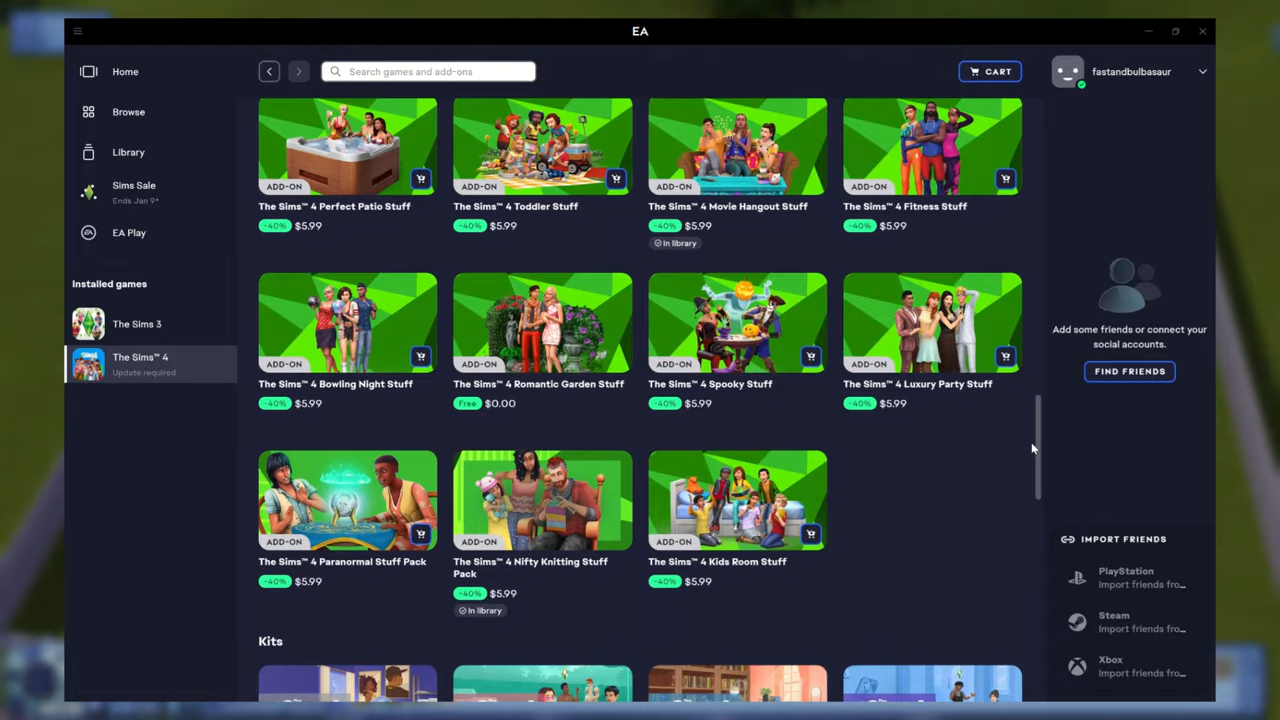 EA
Home
Browse
Library
Sims Sale
Ends Jan 9*
EA Play
Installed games
The Sims 3
The Sims™ 4
Update required
Search games and add-ons
CART
fastandbulbasaur
ADD-ON
ADD-ON
ADD-ON
ADD-ON
The Sims™ 4 Perfect Patio Stuff
The Sims™ 4 Toddler Stuff
The Sims™ 4 Movie Hangout Stuff
The Sims™ 4 Fitness Stuff
-40% $5.99
-40% $5.99
-40% $5.99
-40% $5.99
In library
ADD-ON
ADD-ON
ADD-ON
ADD-ON
The Sims™ 4 Bowling Night Stuff
The Sims™ 4 Romantic Garden Stuff
The Sims™ 4 Spooky Stuff
The Sims™ 4 Luxury Party Stuff
-40% $5.99
Free $0.00
-40% $5.99
-40% $5.99
ADD-ON
ADD-ON
ADD-ON
The Sims™ 4 Paranormal Stuff Pack
The Sims™ 4 Nifty Knitting Stuff
Pack
The Sims™ 4 Kids Room Stuff
-40% $5.99
-40% $5.99
-40% $5.99
In library
Kits
Add some friends or connect your
social accounts.
FIND FRIENDS
IMPORT FRIENDS
PlayStation
Import friends fro...
Steam
Import friends fro...
Xbox
Import friends fro...